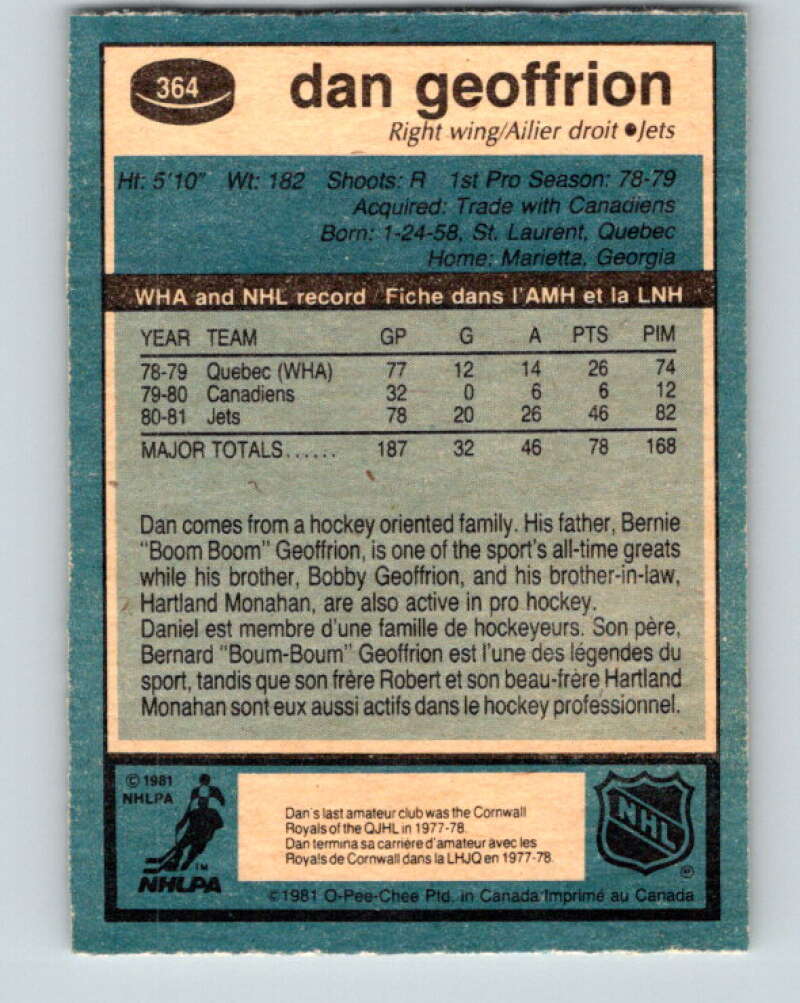 364
dan geoffrion
Right wing/Ailier droit ●Jets
Ht: 5'10" Wt: 182 Shoots: R 1st Pro Season: 78-79
Acquired: Trade with Canadiens
Born: 1-24-58, St. Laurent, Quebec
Home: Marietta, Georgia
WHA and NHL record / Fiche dans l'AMH et la LNH
YEAR TEAM GP G A PTS PIM
78-79 Quebec (WHA) 77 12 14 26 74
79-80 Canadiens 32 0 6 6 12
80-81 Jets 78 20 26 46 82
MAJOR TOTALS...... 187 32 46 78 168
Dan comes from a hockey oriented family. His father, Bernie
"Boom Boom" Geoffrion, is one of the sport's all-time greats
while his brother, Bobby Geoffrion, and his brother-in-law,
Hartland Monahan, are also active in pro hockey.
Daniel est membre d'une famille de hockeyeurs. Son père,
Bernard "Boum-Boum" Geoffrion est l'une des légendes du
sport, tandis que son frère Robert et son beau-frère Hartland
Monahan sont eux aussi actifs dans le hockey professionnel.
© 1981
NHLPA
TM
NHLPA
Dan's last amateur club was the Cornwall
Royals of the QJHL in 1977-78.
Dan termina sa carrière d'amateur avec les
Royals de Cornwall dans la LHJQ en 1977-78.
NHL
©1981 O-Pee-Chee Ptd. in Canada/Imprimé au Canada